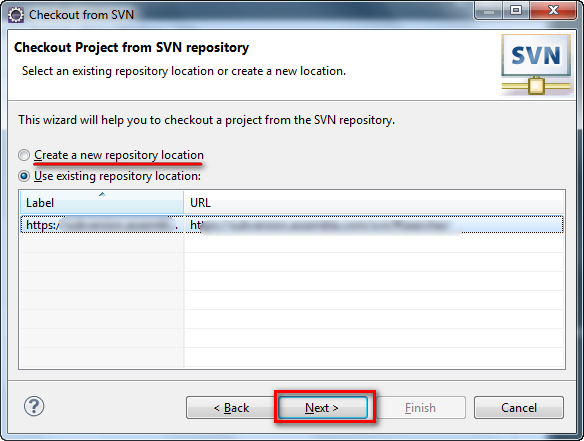 Checkout from SVN
Checkout Project from SVN repository
Select an existing repository location or create a new location.
SVN
This wizard will help you to checkout a project from the SVN repository.
Create a new repository location
Use existing repository location:
Label URL
https:/ . ht
?
< Back Next > Finish Cancel